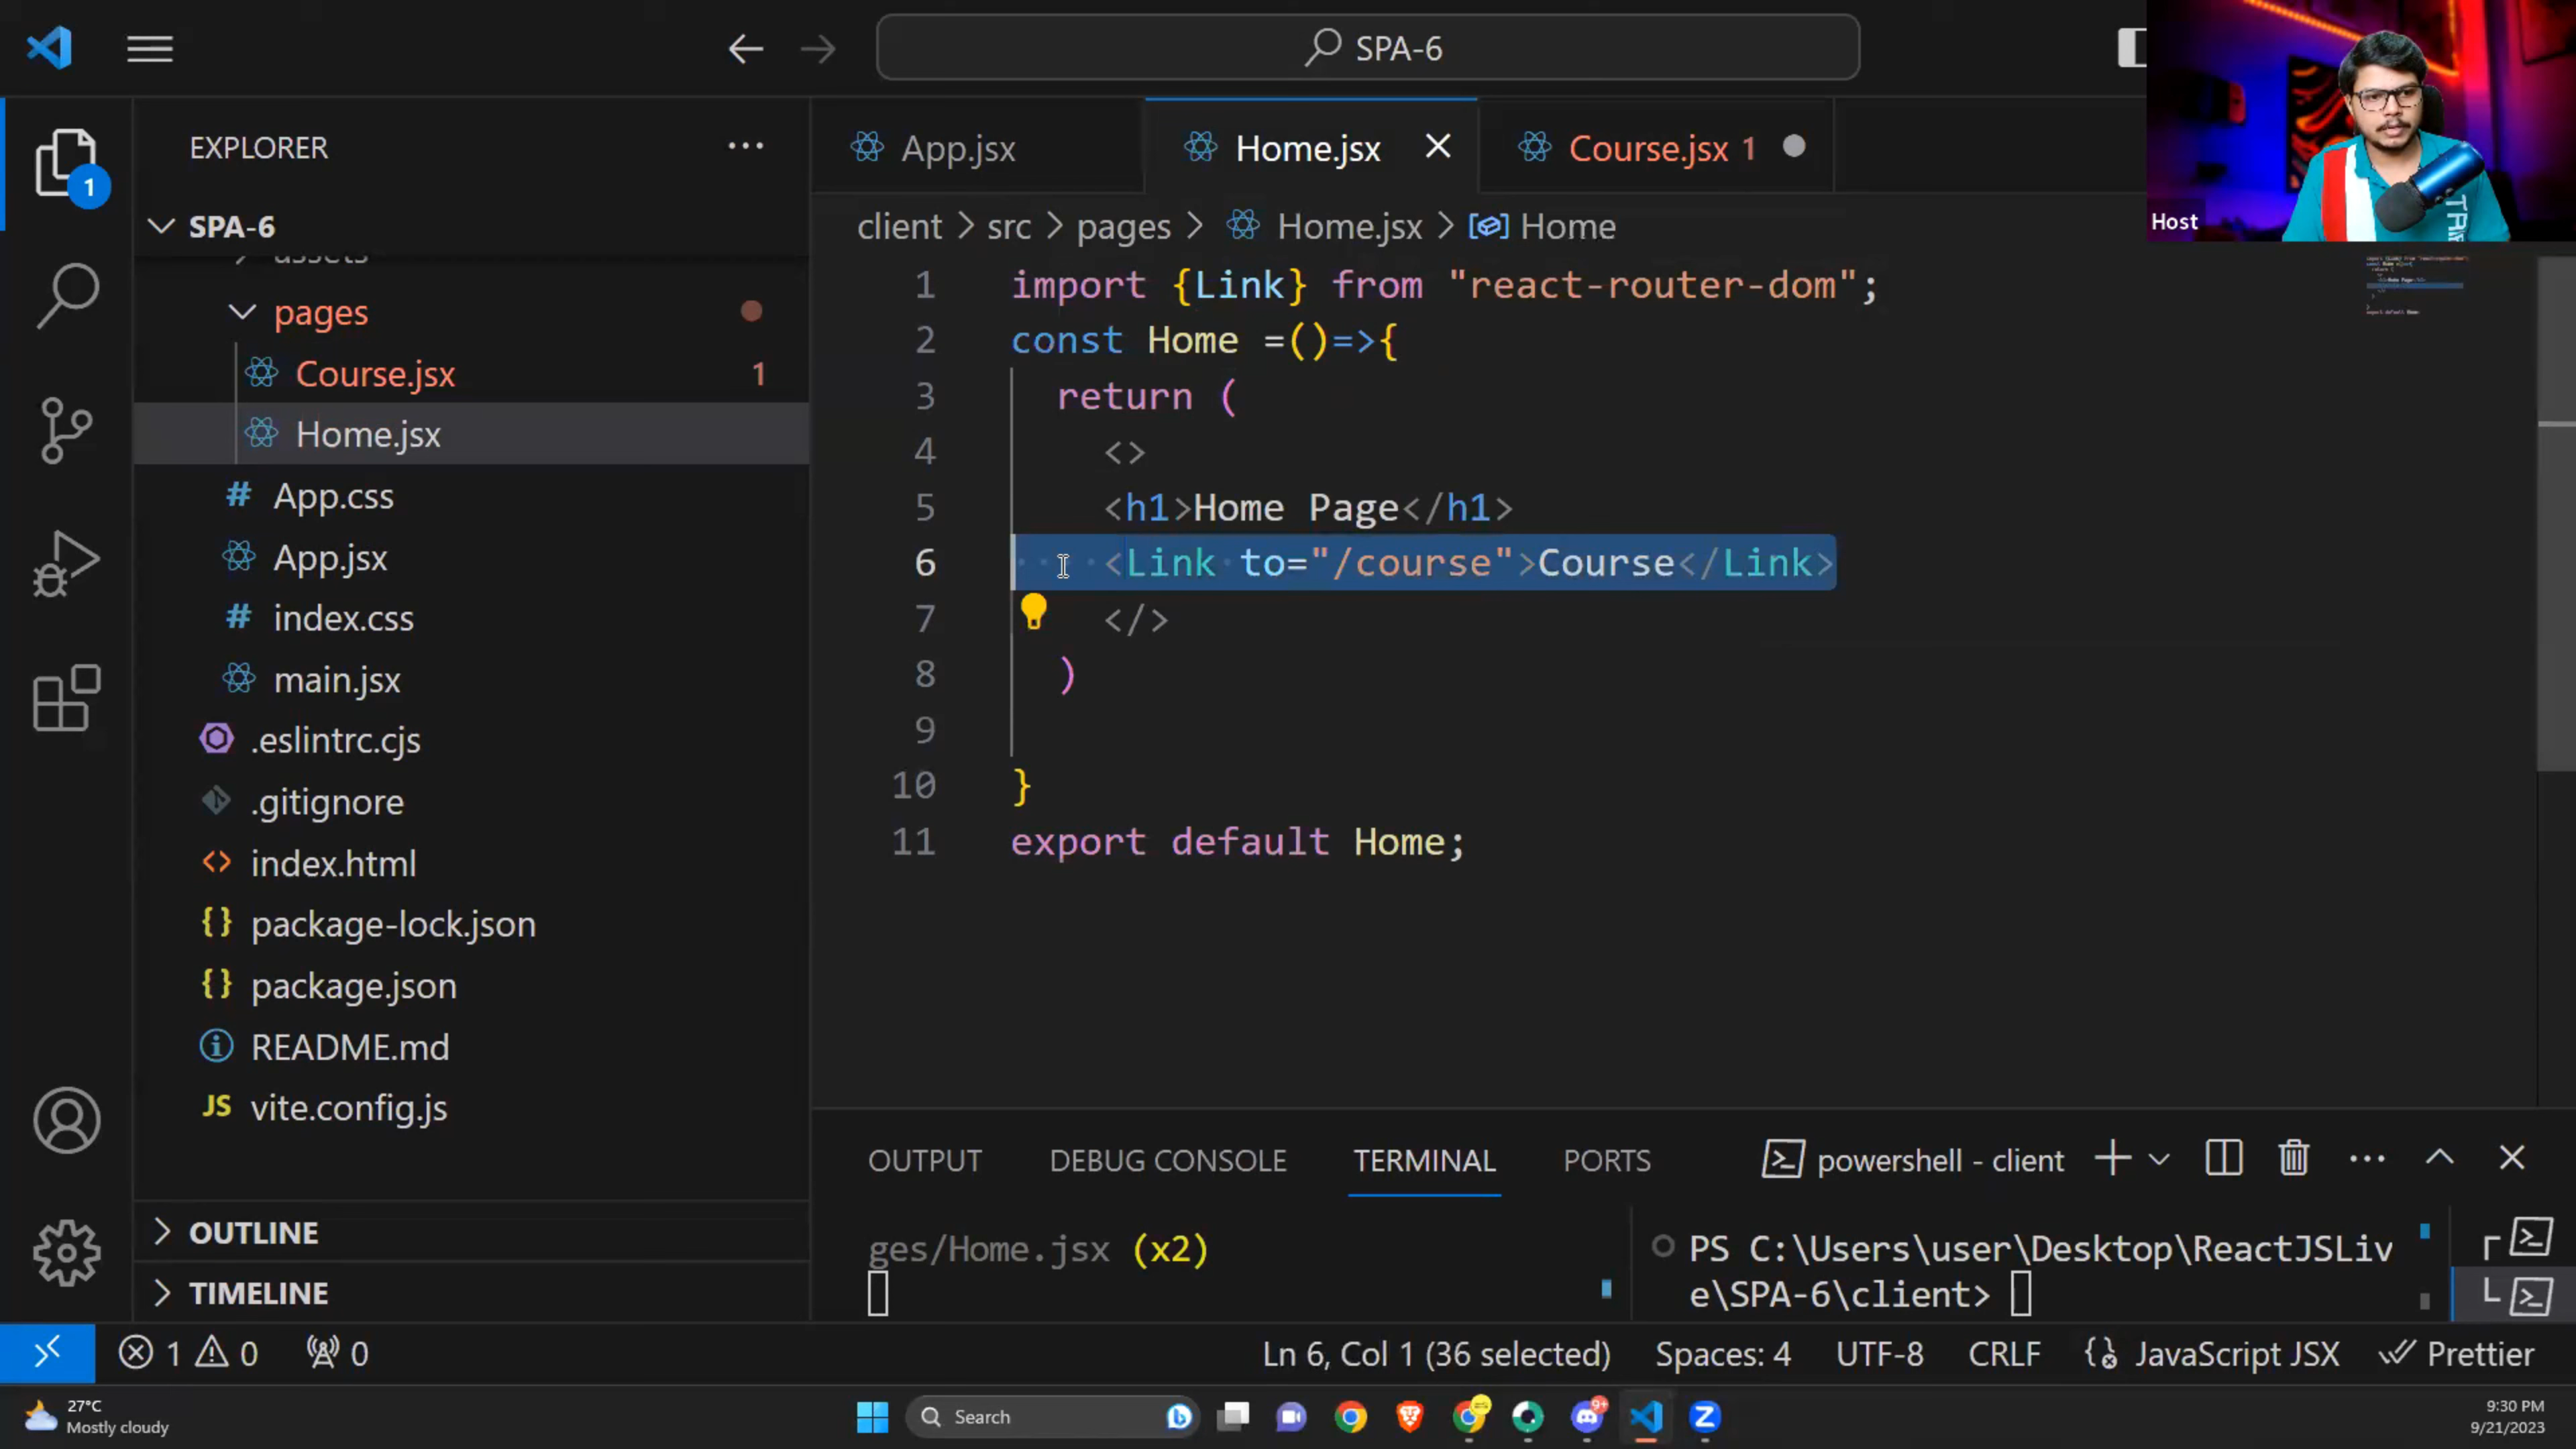 SPA-6
Host
EXPLORER
App.jsx
Home.jsx
Course.jsx 1
1
SPA-6
client > src > pages > Home.jsx > Home
assets
pages
Course.jsx 1
Home.jsx
App.css
App.jsx
index.css
main.jsx
.eslintrc.cjs
.gitignore
index.html
package-lock.json
package.json
README.md
vite.config.js
OUTLINE
TIMELINE
1 import {Link} from "react-router-dom";
2 const Home =()=>{
3 return (
4 <>
5 <h1>Home Page</h1>
6 <Link to="/course">Course</Link>
7 </>
8 )
9
10 }
11 export default Home;
OUTPUT DEBUG CONSOLE TERMINAL PORTS powershell - client
ges/Home.jsx (x2)
PS C:\Users\user\Desktop\ReactJSLiv
e\SPA-6\client>
1 0 0 Ln 6, Col 1 (36 selected) Spaces: 4 UTF-8 CRLF JavaScript JSX Prettier
27°C
Mostly cloudy
Search
9+
9:30 PM
9/21/2023